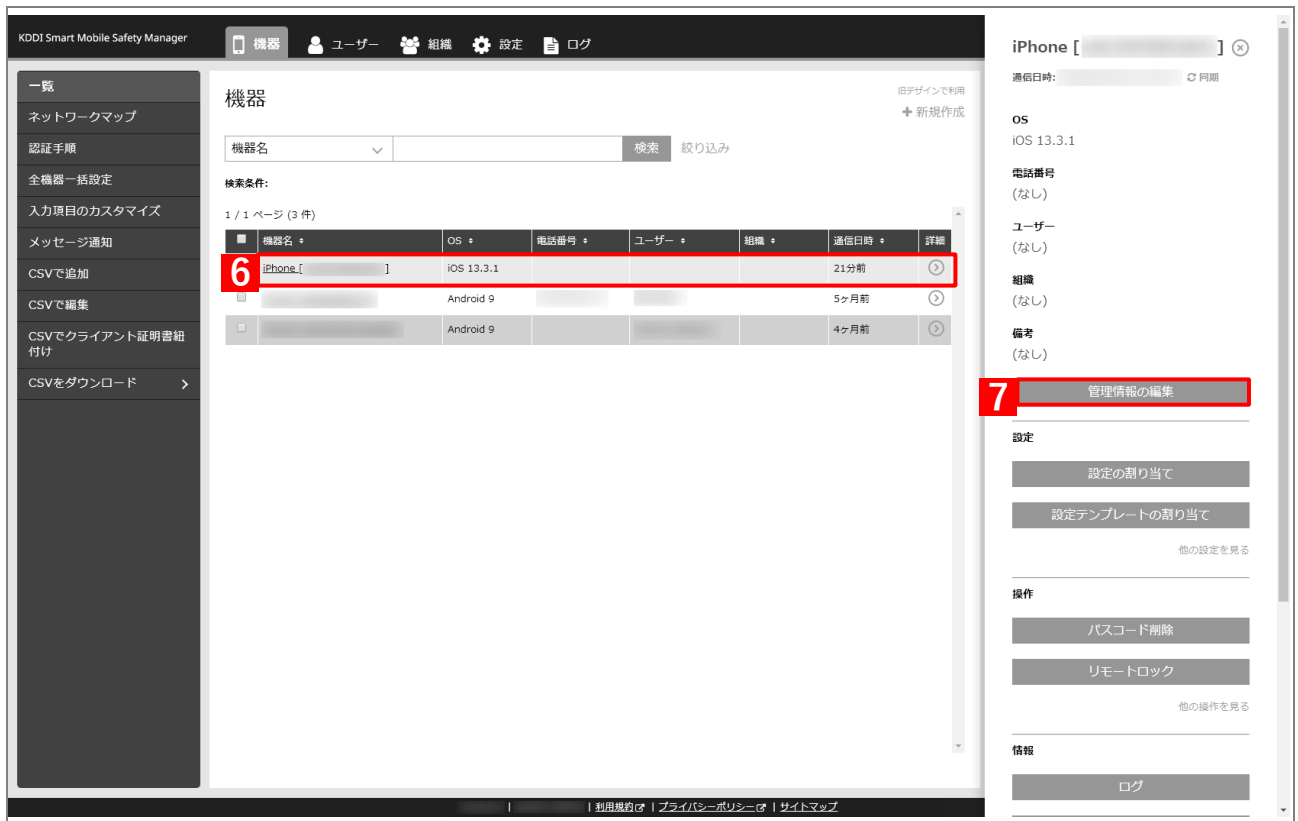 KDDI Smart Mobile Safety Manager
機器 ユーザー 組織 設定 ログ
一覧
ネットワークマップ
認証手順
全機器一括設定
入力項目のカスタマイズ
メッセージ通知
CSVで追加
CSVで編集
CSVでクライアント証明書紐
付け
CSVをダウンロード
機器
旧デザインで利用
+ 新規作成
機器名 検索 絞り込み
検索条件:
1 / 1 ページ (3 件)
機器名 OS 電話番号 ユーザー 組織 通信日時 詳細
6 iPhone [ ] iOS 13.3.1 21分前
Android 9 5ヶ月前
Android 9 4ヶ月前
iPhone [ ]
通信日時: 同期
OS
iOS 13.3.1
電話番号
(なし)
ユーザー
(なし)
組織
(なし)
備考
(なし)
7 管理情報の編集
設定
設定の割り当て
設定テンプレートの割り当て
他の設定を見る
操作
パスコード削除
リモートロック
他の操作を見る
情報
ログ
| | 利用規約 | プライバシーポリシー | サイトマップ